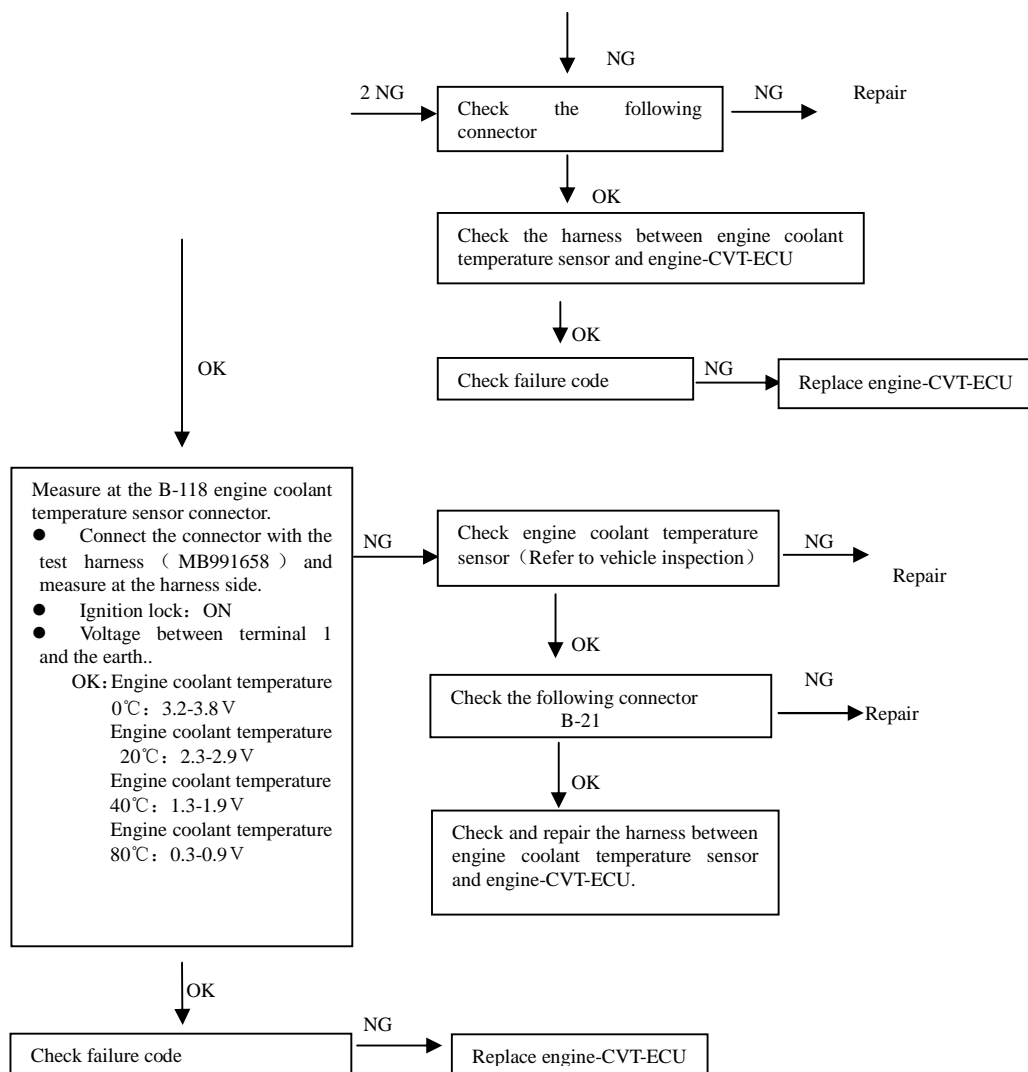 NG
2 NG
Check the following
connector
NG
Repair
OK
Check the harness between engine coolant
temperature sensor and engine-CVT-ECU
OK
OK
Check failure code
NG
Replace engine-CVT-ECU
Measure at the B-118 engine coolant
temperature sensor connector.
● Connect the connector with the
test harness （ MB991658 ） and
measure at the harness side.
● Ignition lock：ON
● Voltage between terminal 1
and the earth..
OK：Engine coolant temperature
0℃：3.2-3.8Ｖ
Engine coolant temperature
20℃：2.3-2.9Ｖ
Engine coolant temperature
40℃：1.3-1.9Ｖ
Engine coolant temperature
80℃：0.3-0.9Ｖ
NG
Check engine coolant temperature
sensor（Refer to vehicle inspection）
NG
Repair
OK
Check the following connector
B-21
NG
Repair
OK
Check and repair the harness between
engine coolant temperature sensor
and engine-CVT-ECU.
OK
Check failure code
NG
Replace engine-CVT-ECU